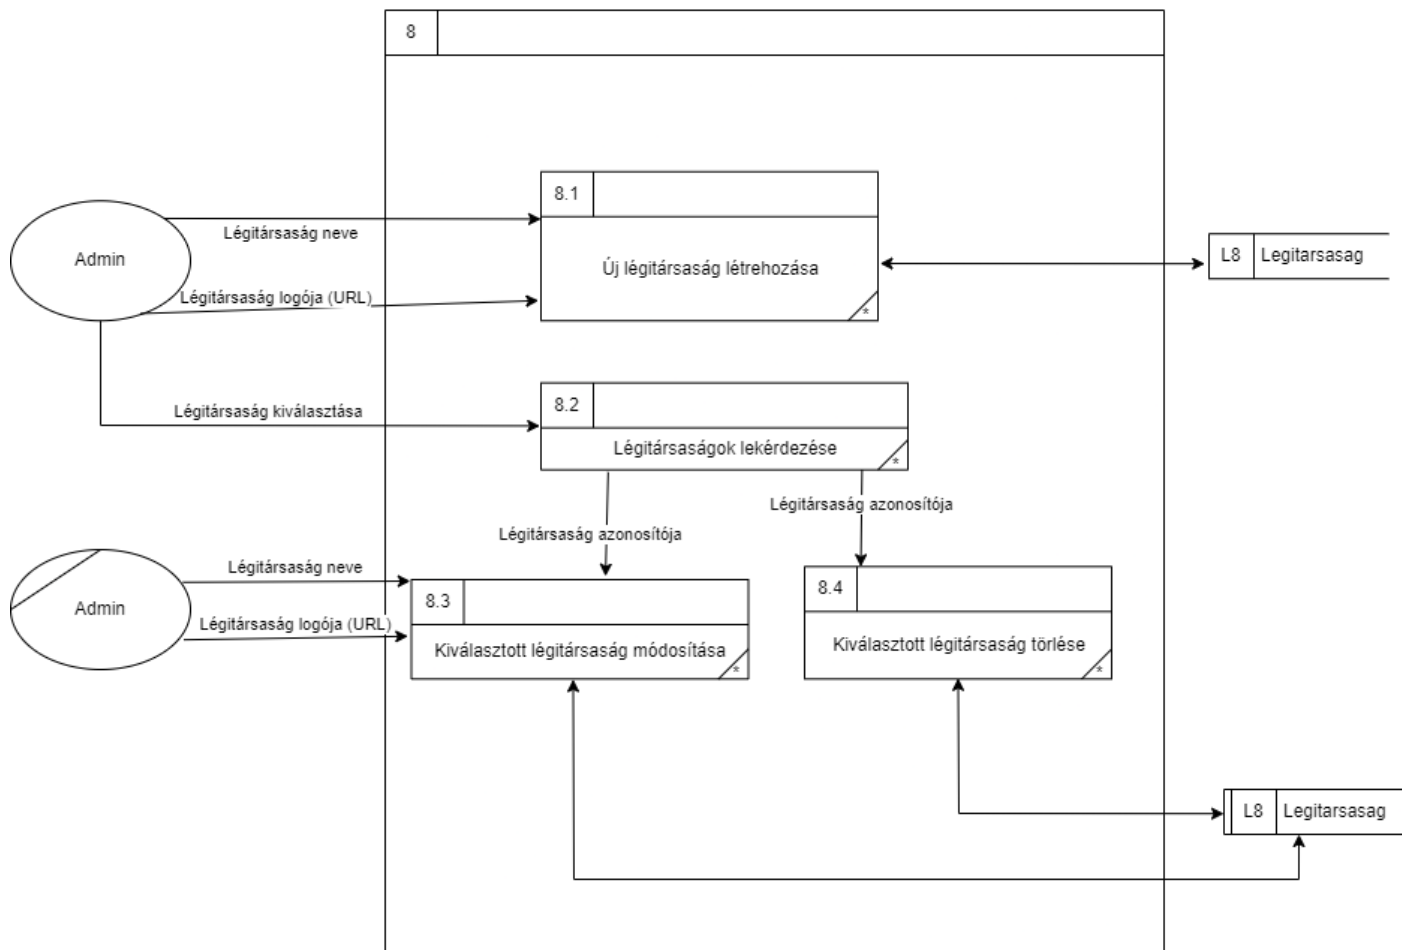 8
8.1
Légitársaság neve
Admin
Új légitársaság létrehozása
L8 Legitarsasag
Légitársaság logója (URL)
*
8.2
Légitársaság kiválasztása
Légitársaságok lekérdezése
*
Légitársaság azonosítója
Légitársaság azonosítója
Légitársaság neve
8.3
8.4
Admin
Légitársaság logója (URL)
Kiválasztott légitársaság módosítása
*
Kiválasztott légitársaság törlése
*
L8 Legitarsasag